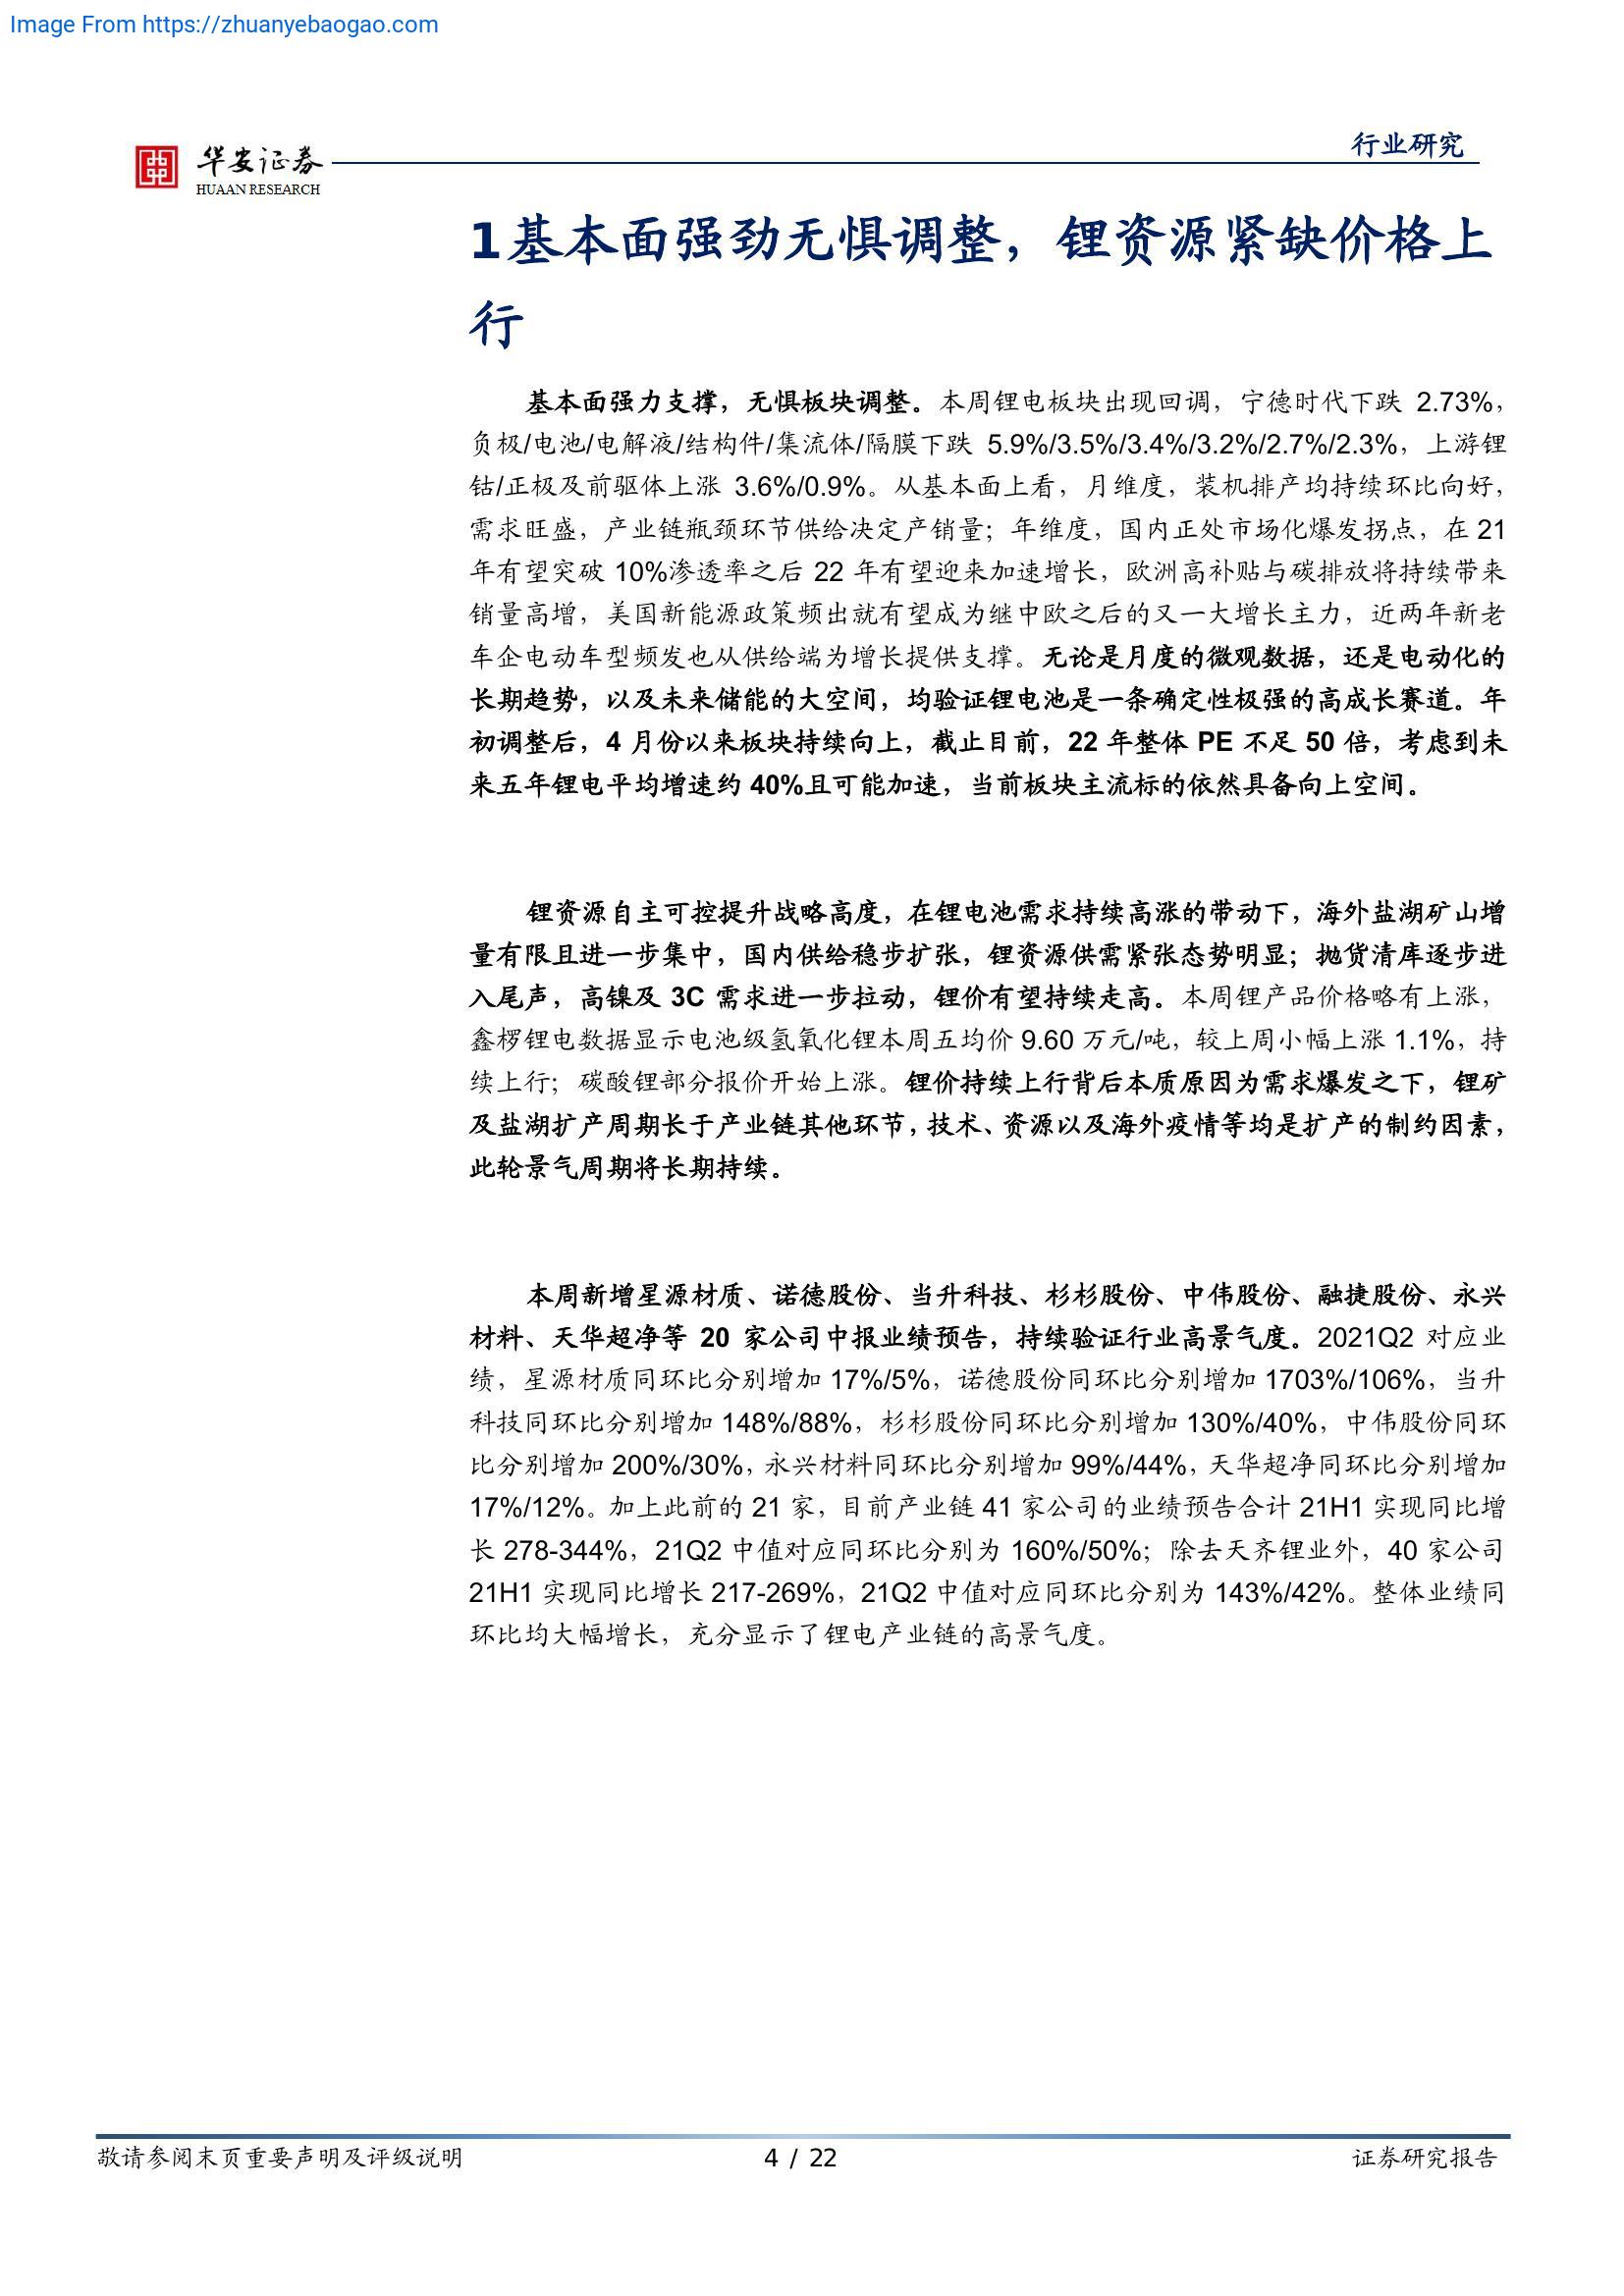 Image From https://zhuanyebaogao.com
行业研究
华安证券
HUAAN RESEARCH
1基本面强劲无惧调整，锂资源紧缺价格上
行
基本面强力支撑，无惧板块调整。本周锂电板块出现回调，宁德时代下跌 2.73%，
负极/电池/电解液/结构件/集流体/隔膜下跌 5.9%/3.5%/3.4%/3.2%/2.7%/2.3%，上游锂
钴/正极及前驱体上涨 3.6%/0.9%。从基本面上看，月维度，装机排产均持续环比向好，
需求旺盛，产业链瓶颈环节供给决定产销量；年维度，国内正处市场化爆发拐点，在 21
年有望突破 10%渗透率之后 22 年有望迎来加速增长，欧洲高补贴与碳排放将持续带来
销量高增，美国新能源政策频出就有望成为继中欧之后的又一大增长主力，近两年新老
车企电动车型频发也从供给端为增长提供支撑。无论是月度的微观数据，还是电动化的
长期趋势，以及未来储能的大空间，均验证锂电池是一条确定性极强的高成长赛道。年
初调整后，4 月份以来板块持续向上，截止目前，22 年整体 PE 不足 50 倍，考虑到未
来五年锂电平均增速约 40%且可能加速，当前板块主流标的依然具备向上空间。
锂资源自主可控提升战略高度，在锂电池需求持续高涨的带动下，海外盐湖矿山增
量有限且进一步集中，国内供给稳步扩张，锂资源供需紧张态势明显；抛货清库逐步进
入尾声，高镍及 3C 需求进一步拉动，锂价有望持续走高。本周锂产品价格略有上涨，
鑫椤锂电数据显示电池级氢氧化锂本周五均价 9.60 万元/吨，较上周小幅上涨 1.1%，持
续上行；碳酸锂部分报价开始上涨。锂价持续上行背后本质原因为需求爆发之下，锂矿
及盐湖扩产周期长于产业链其他环节，技术、资源以及海外疫情等均是扩产的制约因素，
此轮景气周期将长期持续。
本周新增星源材质、诺德股份、当升科技、杉杉股份、中伟股份、融捷股份、永兴
材料、天华超净等 20 家公司中报业绩预告，持续验证行业高景气度。2021Q2 对应业
绩，星源材质同环比分别增加 17%/5%，诺德股份同环比分别增加 1703%/106%，当升
科技同环比分别增加 148%/88%，杉杉股份同环比分别增加 130%/40%，中伟股份同环
比分别增加 200%/30%，永兴材料同环比分别增加 99%/44%，天华超净同环比分别增加
17%/12%。加上此前的 21 家，目前产业链 41 家公司的业绩预告合计 21H1 实现同比增
长 278-344%，21Q2 中值对应同环比分别为 160%/50%；除去天齐锂业外，40 家公司
21H1 实现同比增长 217-269%，21Q2 中值对应同环比分别为 143%/42%。整体业绩同
环比均大幅增长，充分显示了锂电产业链的高景气度。
敬请参阅末页重要声明及评级说明
4 / 22
证券研究报告